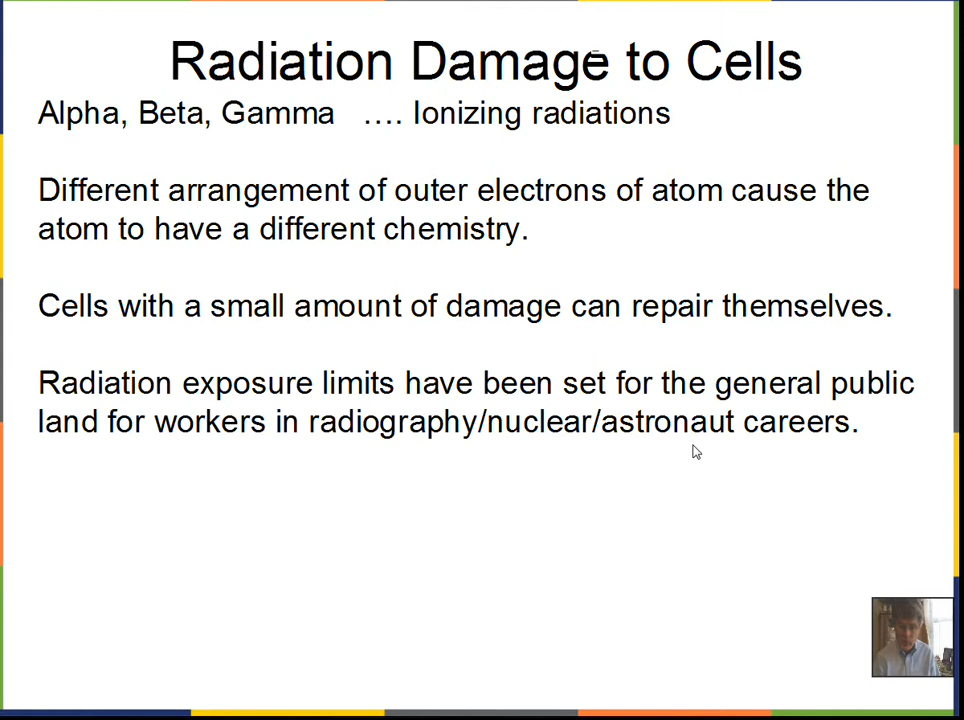 Radiation Damage to Cells
Alpha, Beta, Gamma …. Ionizing radiations
Different arrangement of outer electrons of atom cause the
atom to have a different chemistry.
Cells with a small amount of damage can repair themselves.
Radiation exposure limits have been set for the general public
land for workers in radiography/nuclear/astronaut careers.